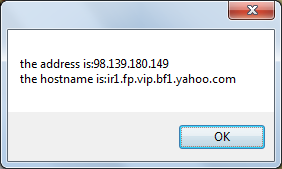 the address is:98.139.180.149
the hostname is:ir1.fp.vip.bf1.yahoo.com
OK